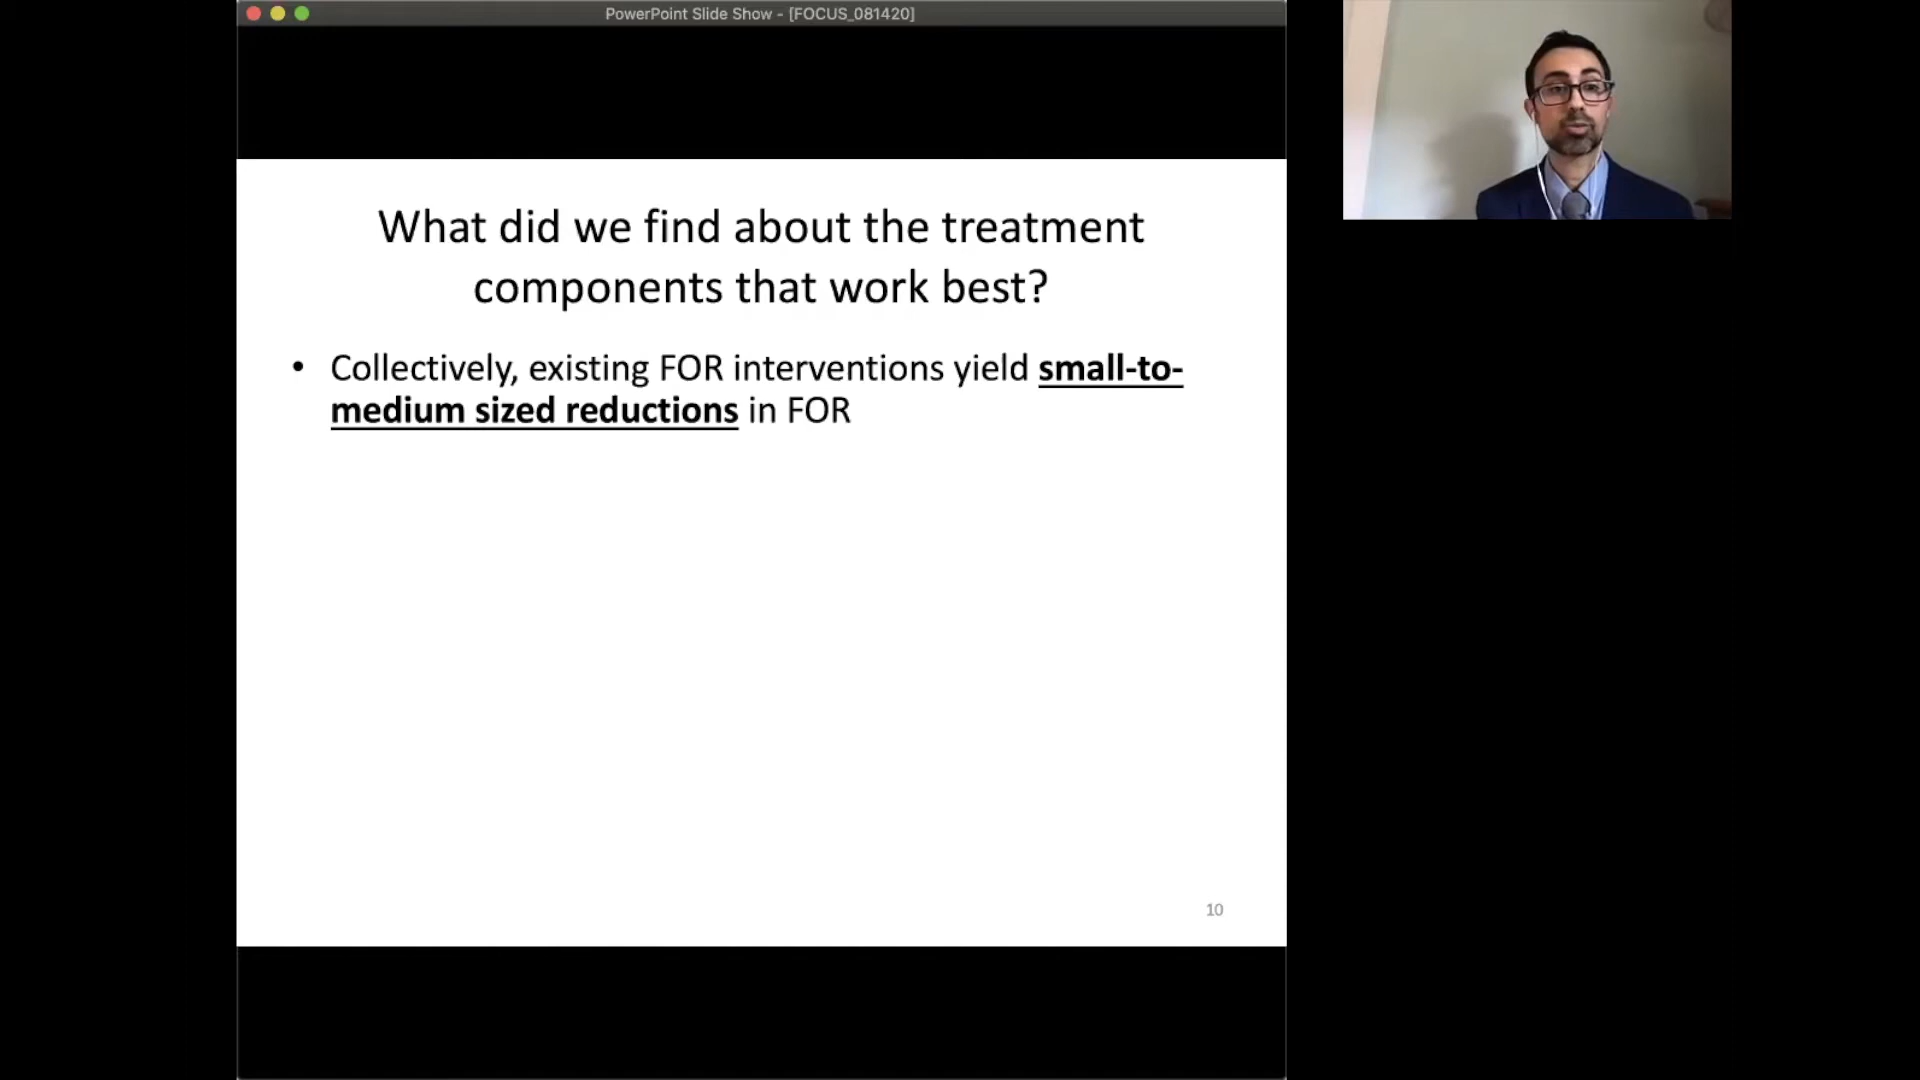 PowerPoint Slide Show - [FOCUS_081420]
What did we find about the treatment
components that work best?
• Collectively, existing FOR interventions yield small-to-
medium sized reductions in FOR
10